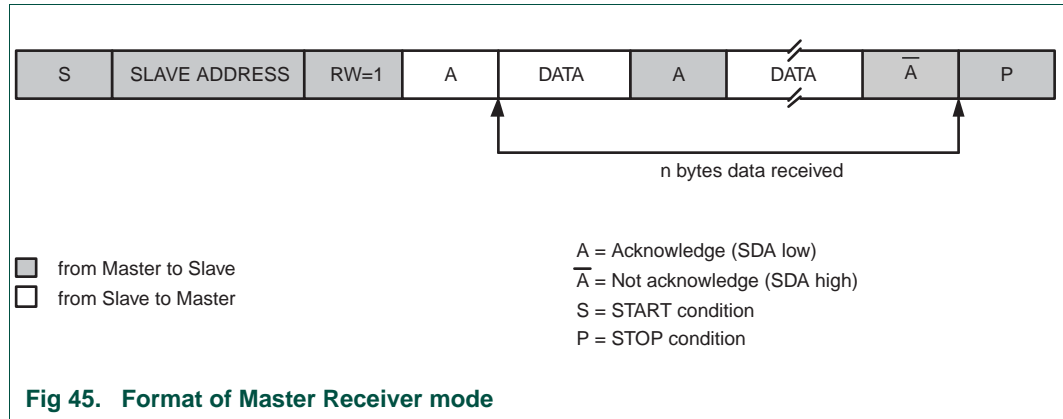 S SLAVE ADDRESS RW=1 A DATA A DATA A̅ P
n bytes data received
from Master to Slave
from Slave to Master
A = Acknowledge (SDA low)
A̅ = Not acknowledge (SDA high)
S = START condition
P = STOP condition
Fig 45. Format of Master Receiver mode